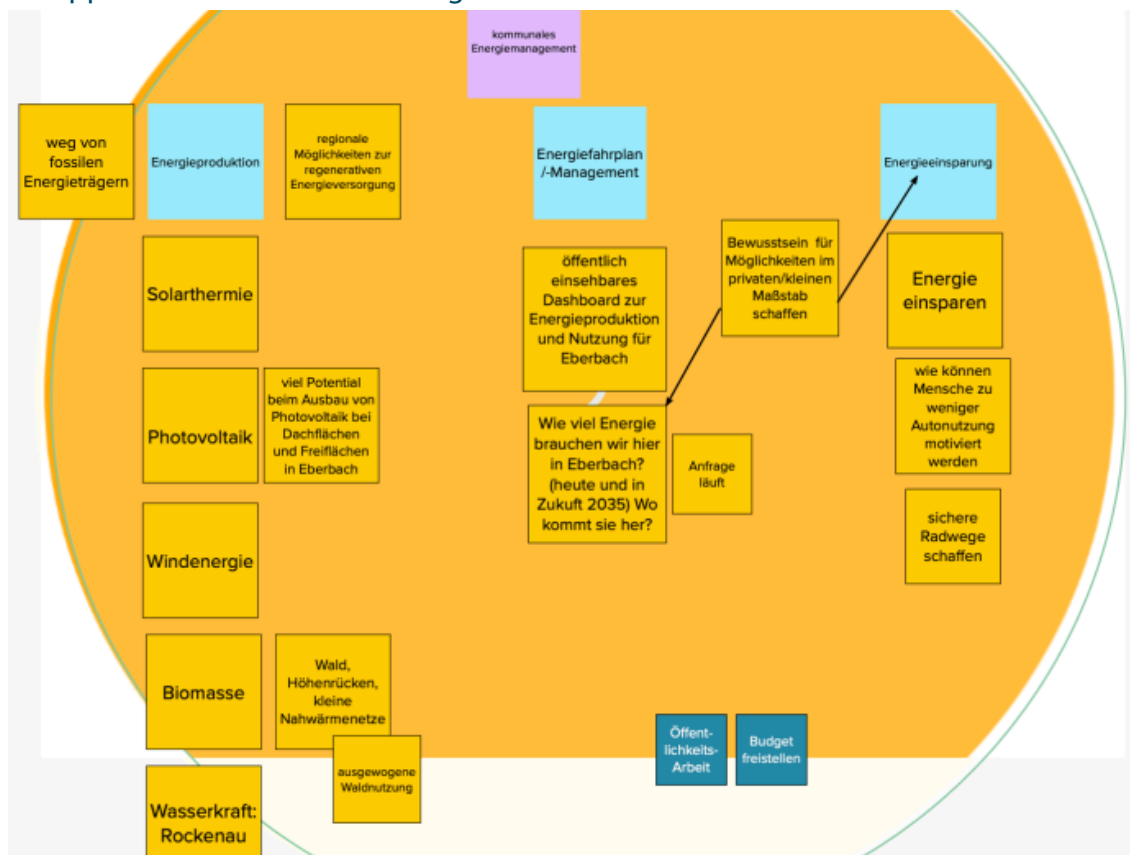 kommunales
Energiemanagement
weg von
fossilen
Energieträgern
Energieproduktion
regionale
Möglichkeiten zur
regenerativen
Energieversorgung
Energiefahrplan
/-Management
Energieeinsparung
Solarthermie
öffentlich
einsehbares
Dashboard zur
Energieproduktion
und Nutzung für
Eberbach
Bewusstsein für
Möglichkeiten im
privaten/kleinen
Maßstab
schaffen
Energie
einsparen
Photovoltaik
viel Potential
beim Ausbau von
Photovoltaik bei
Dachflächen
und Freiflächen
in Eberbach
Wie viel Energie
brauchen wir hier
in Eberbach?
(heute und in
Zukuft 2035) Wo
kommt sie her?
Anfrage
läuft
wie können
Mensche zu
weniger
Autonutzung
motiviert
werden
Windenergie
sichere
Radwege
schaffen
Biomasse
Wald,
Höhenrücken,
kleine
Nahwärmenetze
ausgewogene
Waldnutzung
Öffent-
lichkeits-
Arbeit
Budget
freistellen
Wasserkraft:
Rockenau